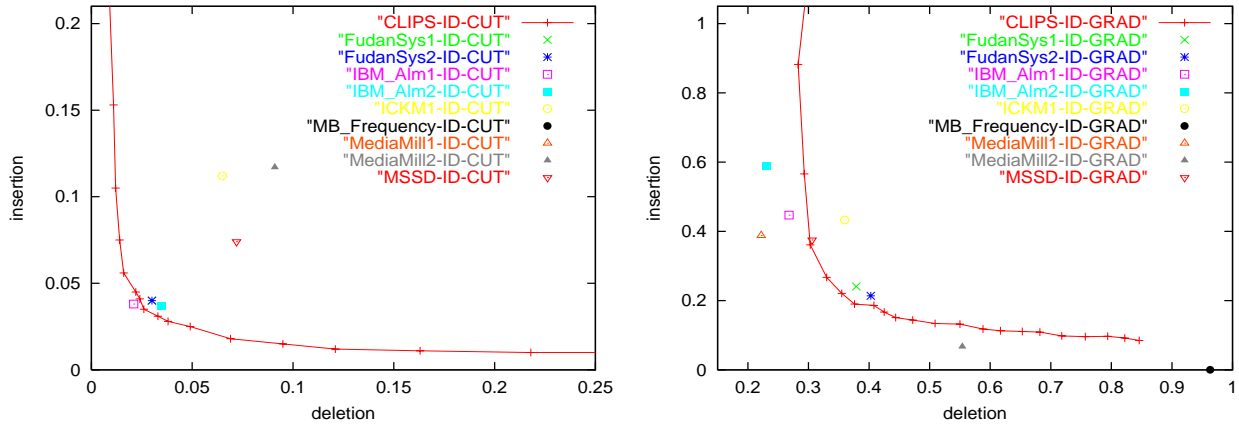 0.2
0.15
0.1
0.05
0
0
0.05
0.1
0.15
0.2
0.25
insertion
deletion
"CLIPS-ID-CUT"
"FudanSys1-ID-CUT"
"FudanSys2-ID-CUT"
"IBM_Alm1-ID-CUT"
"IBM_Alm2-ID-CUT"
"ICKM1-ID-CUT"
"MB_Frequency-ID-CUT"
"MediaMill1-ID-CUT"
"MediaMill2-ID-CUT"
"MSSD-ID-CUT"
1
0.8
0.6
0.4
0.2
0
0.2
0.3
0.4
0.5
0.6
0.7
0.8
0.9
1
insertion
deletion
"CLIPS-ID-GRAD"
"FudanSys1-ID-GRAD"
"FudanSys2-ID-GRAD"
"IBM_Alm1-ID-GRAD"
"IBM_Alm2-ID-GRAD"
"ICKM1-ID-GRAD"
"MB_Frequency-ID-GRAD"
"MediaMill1-ID-GRAD"
"MediaMill2-ID-GRAD"
"MSSD-ID-GRAD"